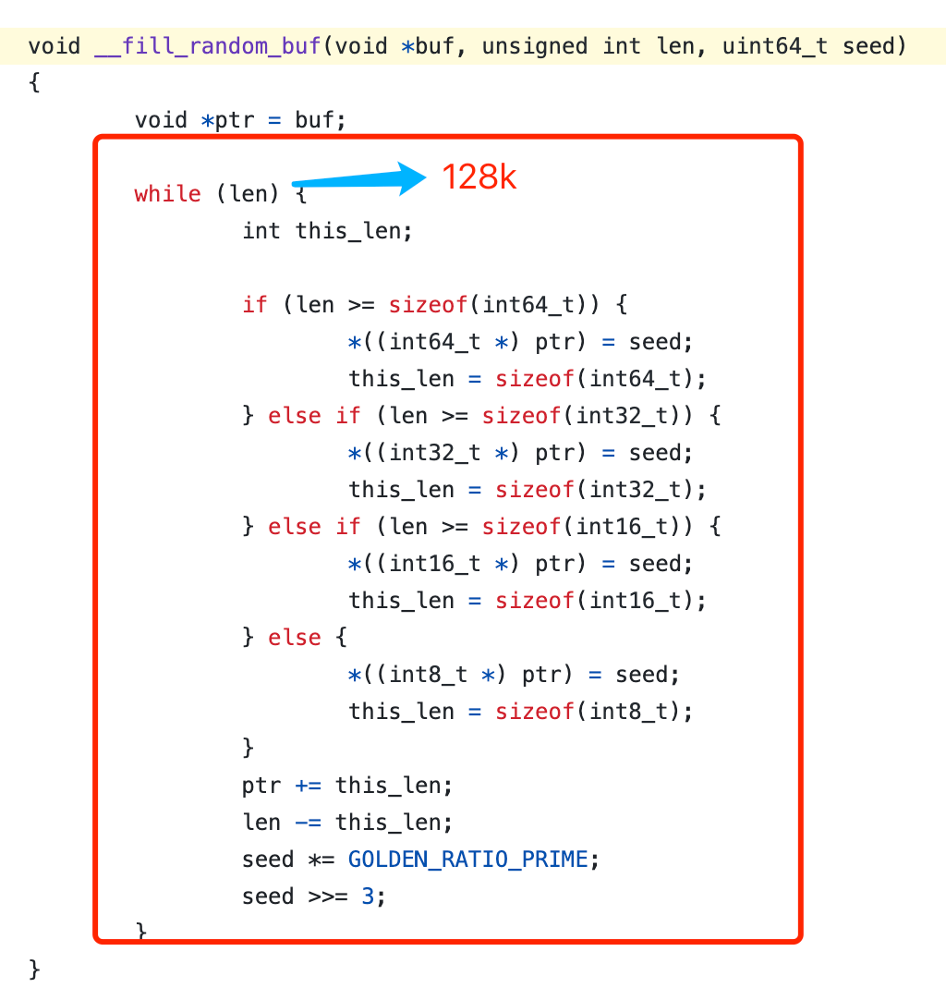 void __fill_random_buf(void *buf, unsigned int len, uint64_t seed)
{
void *ptr = buf;
while (len) {
128k
int this_len;
if (len >= sizeof(int64_t)) {
*((int64_t *) ptr) = seed;
this_len = sizeof(int64_t);
} else if (len >= sizeof(int32_t)) {
*((int32_t *) ptr) = seed;
this_len = sizeof(int32_t);
} else if (len >= sizeof(int16_t)) {
*((int16_t *) ptr) = seed;
this_len = sizeof(int16_t);
} else {
*((int8_t *) ptr) = seed;
this_len = sizeof(int8_t);
}
ptr += this_len;
len -= this_len;
seed *= GOLDEN_RATIO_PRIME;
seed >>= 3;
}
}